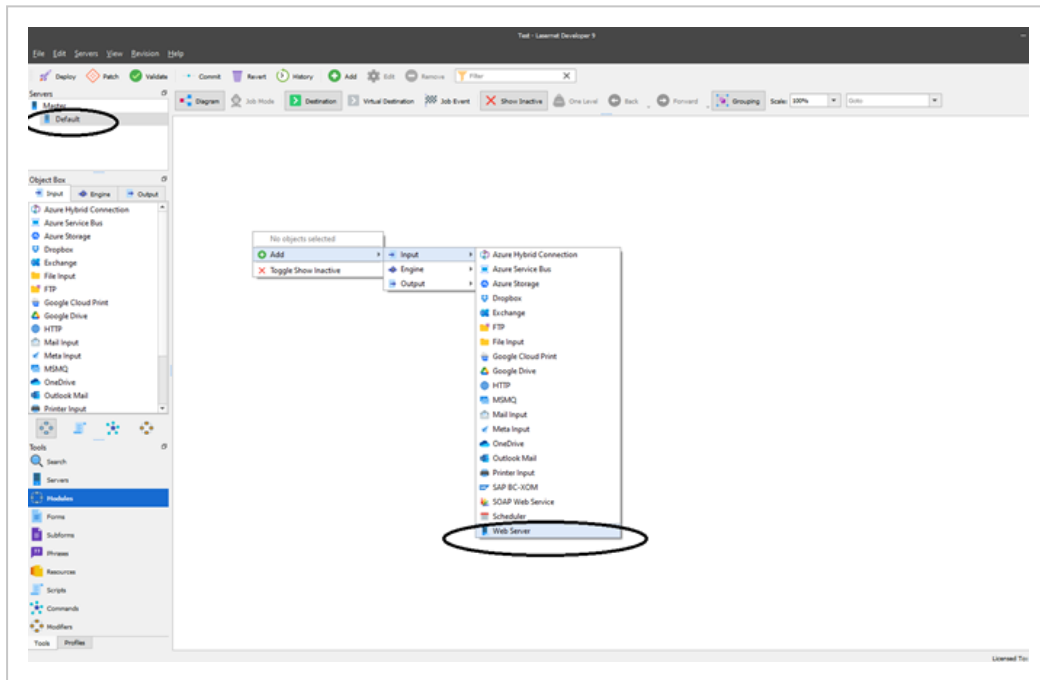 Test - Lasernet Developer 9
File Edit Servers View Revision Help
Deploy Patch Validate Commit Revert History Add Edit Remove Filter X
Servers
Master
Default
Diagram Job Mode Destination Virtual Destination Job Event Show Inactive One Level Back Forward Grouping Scale: 100% Goto
Object Box
Input Engine Output
Azure Hybrid Connection
Azure Service Bus
Azure Storage
Dropbox
Exchange
File Input
FTP
Google Cloud Print
Google Drive
HTTP
Mail Input
Meta Input
MSMQ
OneDrive
Outlook Mail
Printer Input
Tools
Search
Servers
Modules
Forms
Subforms
Phrases
Resources
Scripts
Commands
Modifiers
Tools Profiles
No objects selected
Add
Toggle Show Inactive
Input
Engine
Output
Azure Hybrid Connection
Azure Service Bus
Azure Storage
Dropbox
Exchange
FTP
File Input
Google Cloud Print
Google Drive
HTTP
MSMQ
Mail Input
Meta Input
OneDrive
Outlook Mail
Printer Input
SAP BC-XOM
SOAP Web Service
Scheduler
Web Server
Licensed To: